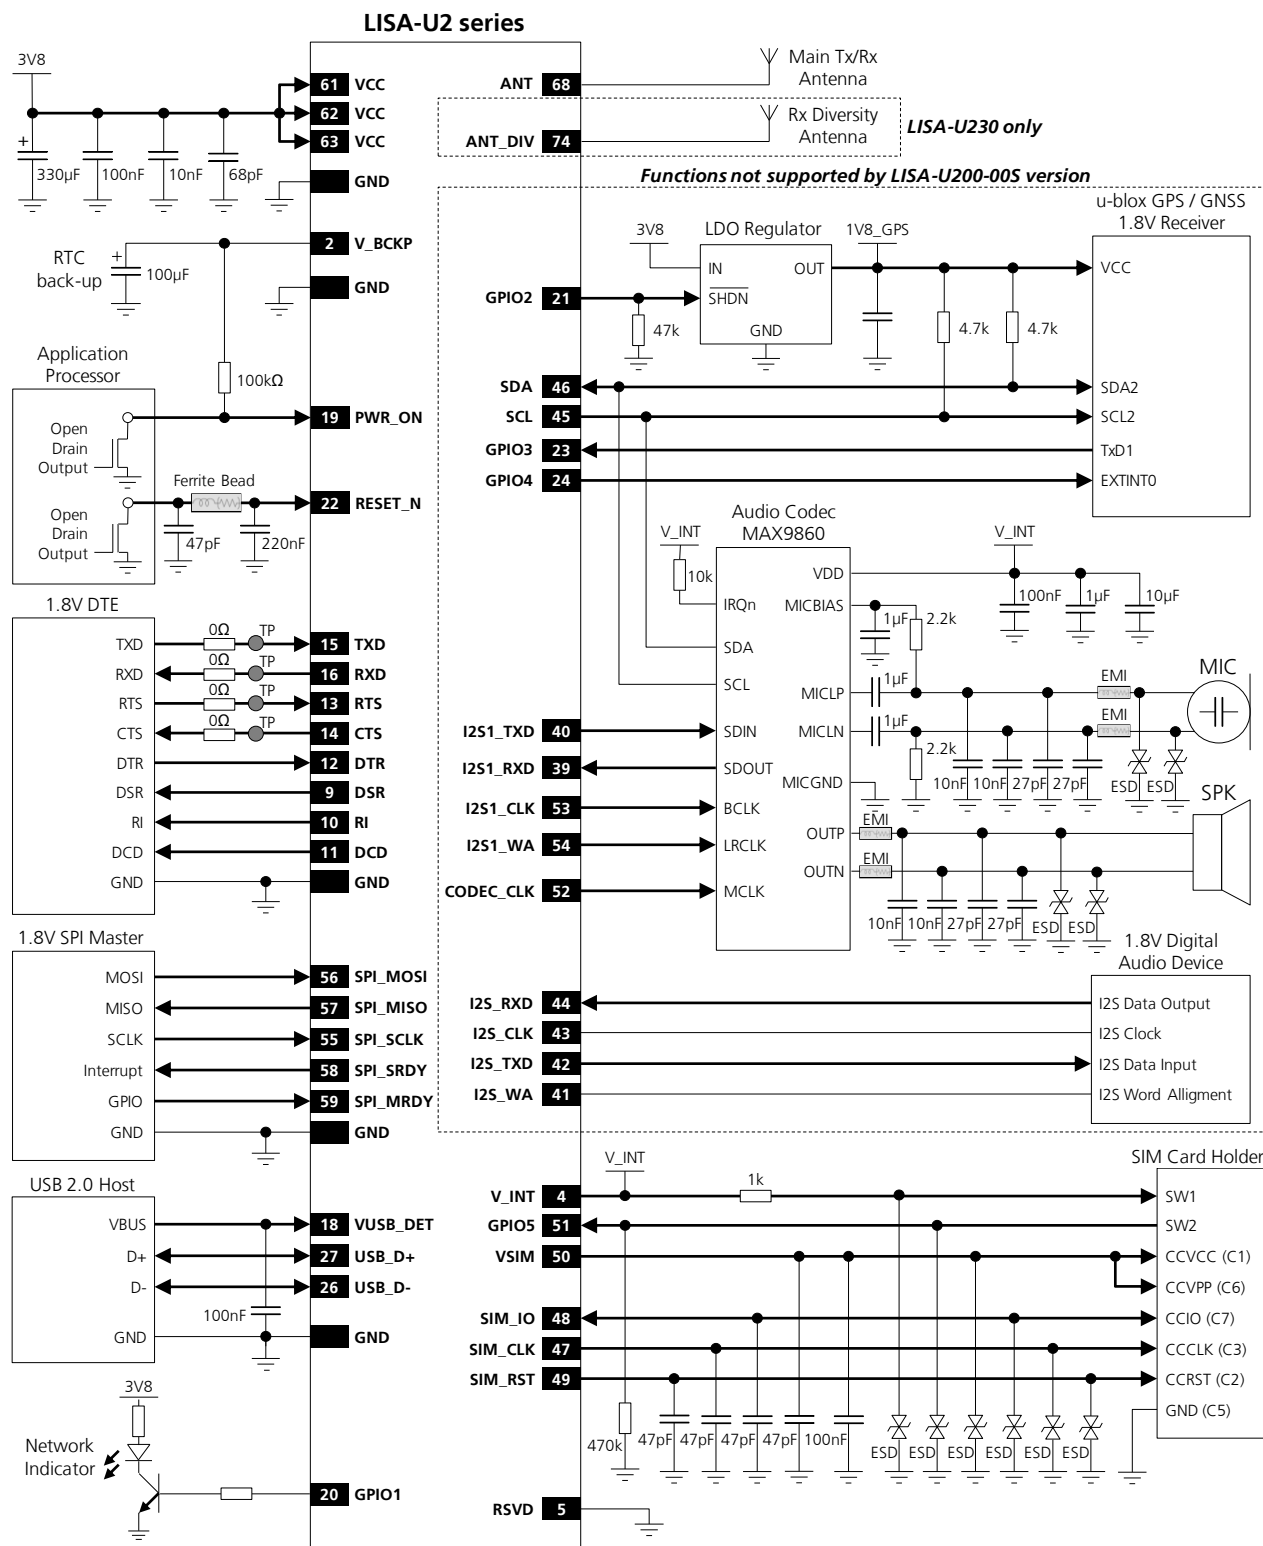 LISA-U2 series
3V8
61 VCC
62 VCC
63 VCC
+
330µF
100nF
10nF
68pF
GND
2 V_BCKP
RTC
back-up
+
100µF
GND
Application
Processor
100kΩ
Open
Drain
Output
19 PWR_ON
Ferrite Bead
Open
Drain
Output
22 RESET_N
47pF
220nF
1.8V DTE
TXD 0Ω TP 15 TXD
RXD 0Ω TP 16 RXD
RTS 0Ω TP 13 RTS
CTS 0Ω TP 14 CTS
DTR 12 DTR
DSR 9 DSR
RI 10 RI
DCD 11 DCD
GND GND
1.8V SPI Master
MOSI 56 SPI_MOSI
MISO 57 SPI_MISO
SCLK 55 SPI_SCLK
Interrupt 58 SPI_SRDY
GPIO 59 SPI_MRDY
GND GND
USB 2.0 Host
VBUS 18 VUSB_DET
D+ 27 USB_D+
D- 26 USB_D-
100nF
GND GND
3V8
Network
Indicator
20 GPIO1
ANT 68
Main Tx/Rx
Antenna
ANT_DIV 74
Rx Diversity
Antenna
LISA-U230 only
Functions not supported by LISA-U200-00S version
u-blox GPS / GNSS
1.8V Receiver
3V8
LDO Regulator
1V8_GPS
IN OUT
VCC
GPIO2 21
SHDN
47k
GND
4.7k
4.7k
SDA 46 SDA2
SCL 45 SCL2
GPIO3 23 TxD1
GPIO4 24 EXTINT0
Audio Codec
MAX9860
V_INT
10k
IRQn
SDA
SCL
VDD
V_INT
100nF
1µF
10µF
MICBIAS
1µF
2.2k
MICLP
1µF
EMI
MIC
MICLN
1µF
EMI
2.2k
10nF
10nF
27pF
27pF
ESD
ESD
MICGND
I2S1_TXD 40 SDIN
I2S1_RXD 39 SDOUT
I2S1_CLK 53 BCLK
I2S1_WA 54 LRCLK
CODEC_CLK 52 MCLK
SPK
OUTP
EMI
OUTN
EMI
10nF
10nF
27pF
27pF
ESD
ESD
1.8V Digital
Audio Device
I2S_RXD 44 I2S Data Output
I2S_CLK 43 I2S Clock
I2S_TXD 42 I2S Data Input
I2S_WA 41 I2S Word Alligment
SIM Card Holder
V_INT
V_INT 4 1k SW1
GPIO5 51 SW2
VSIM 50 CCVCC (C1)
CCVPP (C6)
SIM_IO 48 CCIO (C7)
SIM_CLK 47 CCCLK (C3)
SIM_RST 49 CCRST (C2)
GND (C5)
470k
47pF
47pF
47pF
47pF
100nF
ESD
ESD
ESD
ESD
ESD
ESD
RSVD 5